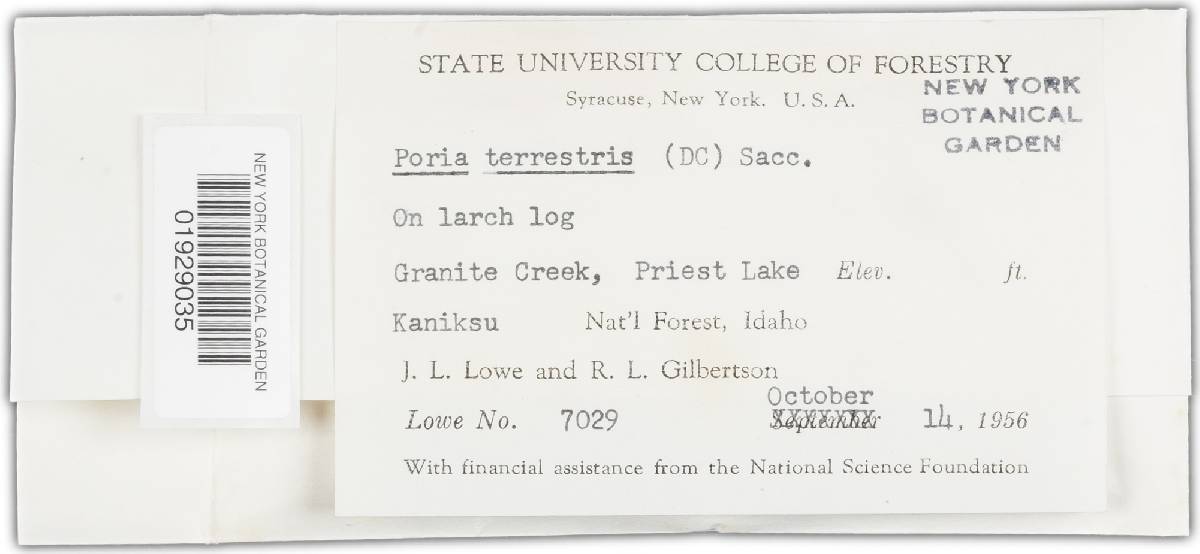 STATE UNIVERSITY COLLEGE OF FORESTRY
Syracuse, New York. U. S. A.
NEW YORK
BOTANICAL
GARDEN
Poria terrestris (DC) Sacc.
On larch log
Granite Creek, Priest Lake Elev. ft.
Kaniksu Nat'l Forest, Idaho
J. L. Lowe and R. L. Gilbertson
October
Lowe No. 7029 September 14, 1956
With financial assistance from the National Science Foundation
NEW YORK BOTANICAL GARDEN
01929035